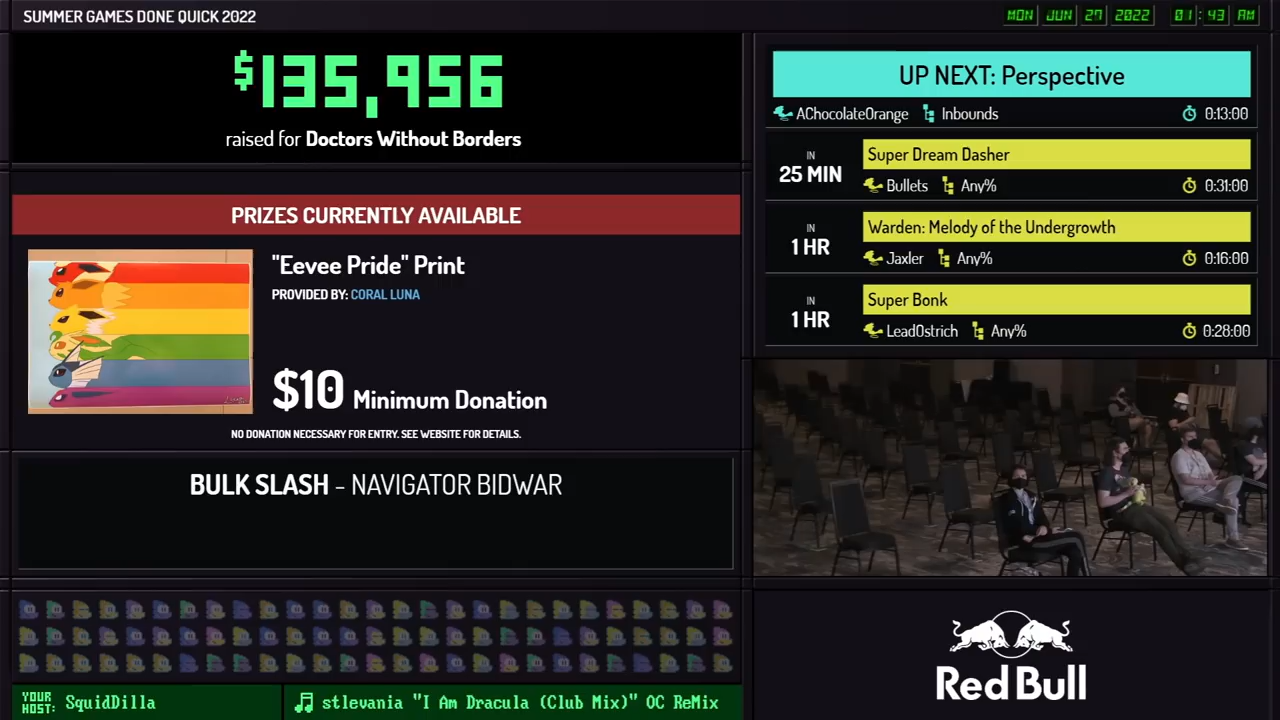 SUMMER GAMES DONE QUICK 2022
MON JUN 27 2022 01:43 AM
$135,956
raised for Doctors Without Borders
PRIZES CURRENTLY AVAILABLE
"Eevee Pride" Print
PROVIDED BY: CORAL LUNA
$10 Minimum Donation
NO DONATION NECESSARY FOR ENTRY. SEE WEBSITE FOR DETAILS.
BULK SLASH - NAVIGATOR BIDWAR
YOUR HOST: SquidDilla
stlevania "I Am Dracula (Club Mix)" OC ReMix
UP NEXT: Perspective
AChocolateOrange Inbounds 0:13:00
IN 25 MIN
Super Dream Dasher
Bullets Any% 0:31:00
IN 1 HR
Warden: Melody of the Undergrowth
Jaxler Any% 0:16:00
IN 1 HR
Super Bonk
LeadOstrich Any% 0:28:00
Red Bull